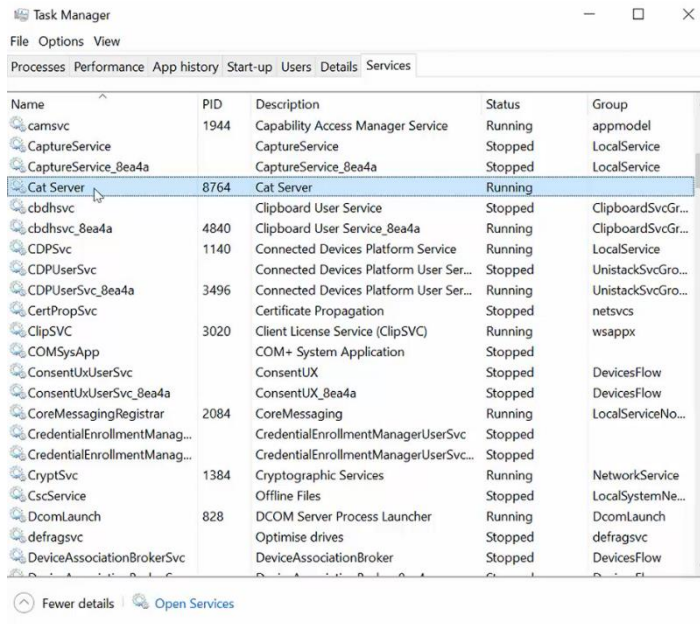 Task Manager
File Options View
Processes Performance App history Start-up Users Details Services
Name PID Description Status Group
camsvc 1944 Capability Access Manager Service Running appmodel
CaptureService CaptureService Stopped LocalService
CaptureService_8ea4a CaptureService_8ea4a Stopped LocalService
Cat Server 8764 Cat Server Running
cbdhsvc Clipboard User Service Stopped ClipboardSvcGr...
cbdhsvc_8ea4a 4840 Clipboard User Service_8ea4a Running ClipboardSvcGr...
CDPSvc 1140 Connected Devices Platform Service Running LocalService
CDPUserSvc Connected Devices Platform User Ser... Stopped UnistackSvcGro...
CDPUserSvc_8ea4a 3496 Connected Devices Platform User Ser... Running UnistackSvcGro...
CertPropSvc Certificate Propagation Stopped netsvcs
ClipSVC 3020 Client License Service (ClipSVC) Running wsappx
COMSysApp COM+ System Application Stopped
ConsentUxUserSvc ConsentUX Stopped DevicesFlow
ConsentUxUserSvc_8ea4a ConsentUX_8ea4a Stopped DevicesFlow
CoreMessagingRegistrar 2084 CoreMessaging Running LocalServiceNo...
CredentialEnrollmentManag... CredentialEnrollmentManagerUserSvc Stopped
CredentialEnrollmentManag... CredentialEnrollmentManagerUserSvc... Stopped
CryptSvc 1384 Cryptographic Services Running NetworkService
CscService Offline Files Stopped LocalSystemNe...
DcomLaunch 828 DCOM Server Process Launcher Running DcomLaunch
defragsvc Optimise drives Stopped defragsvc
DeviceAssociationBrokerSvc DeviceAssociationBroker Stopped DevicesFlow
Fewer details Open Services